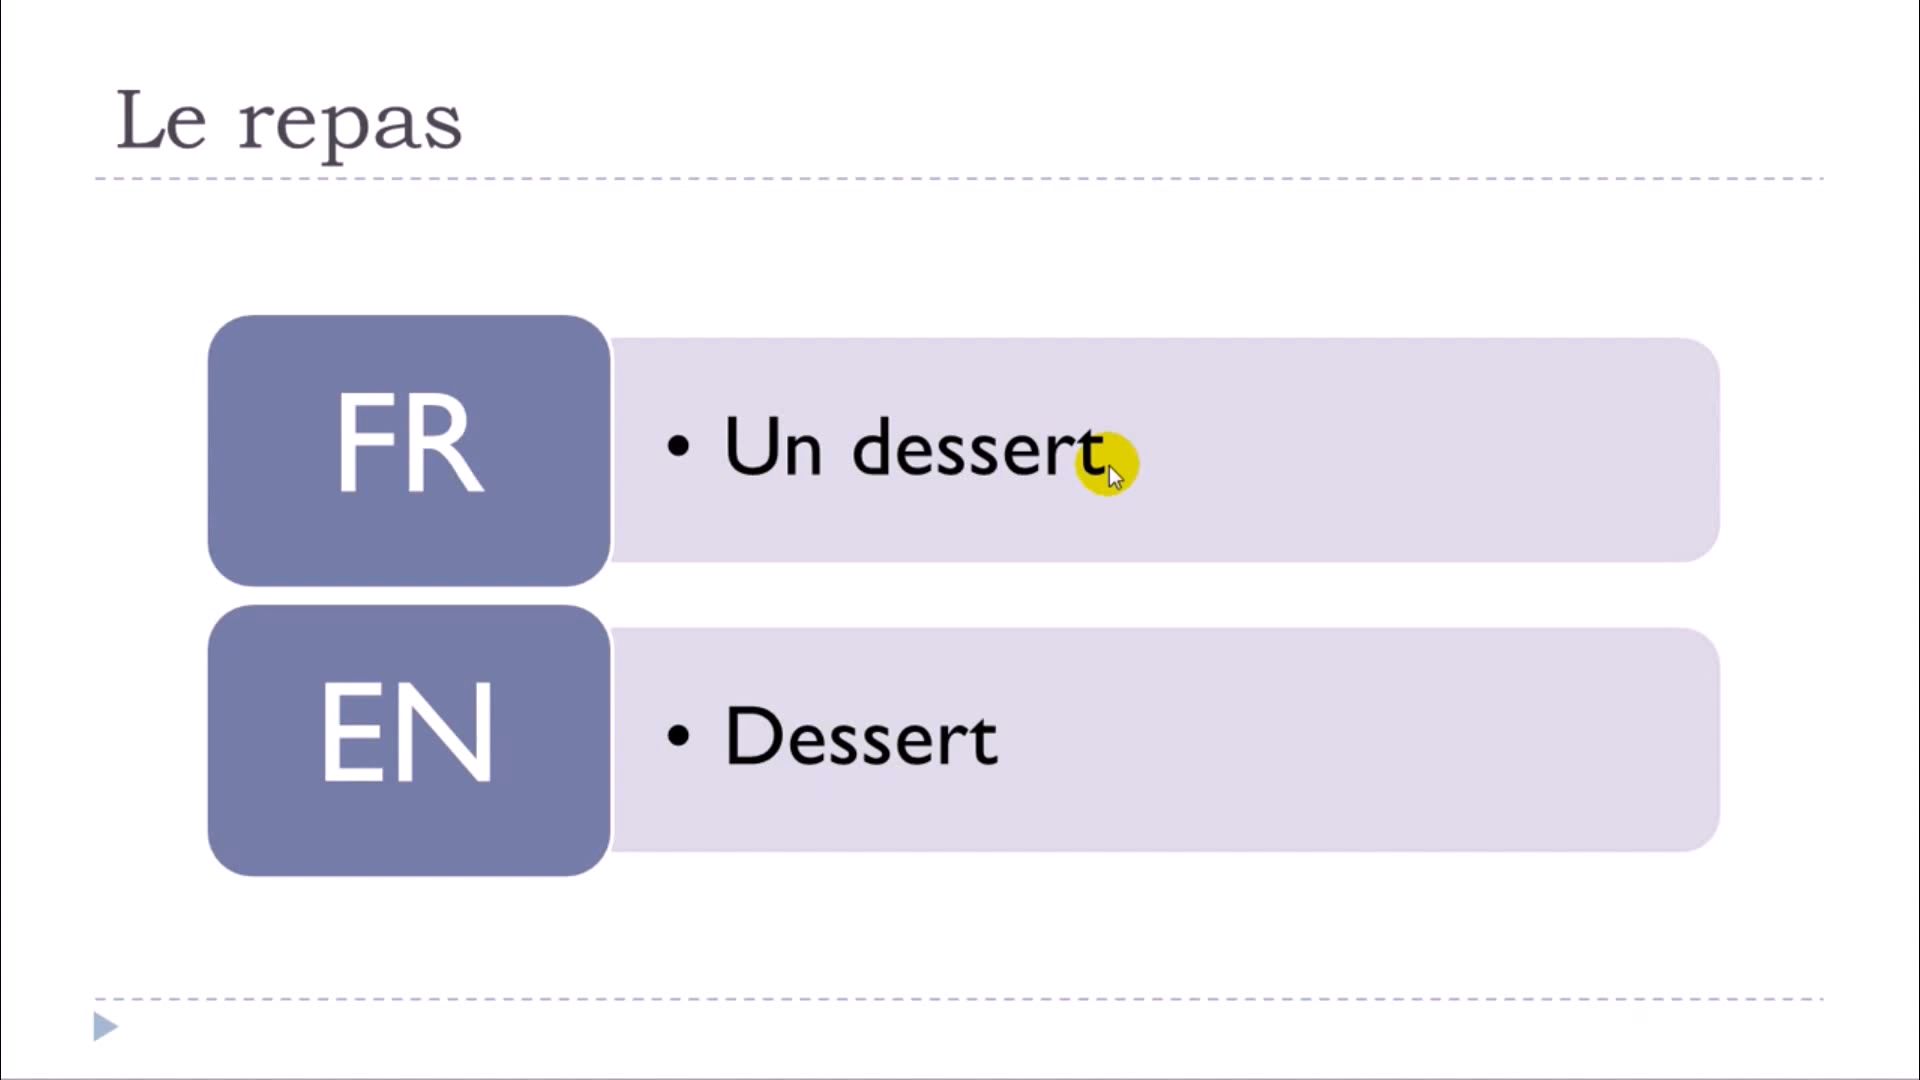 Le repas
FR
• Un dessert
EN
• Dessert